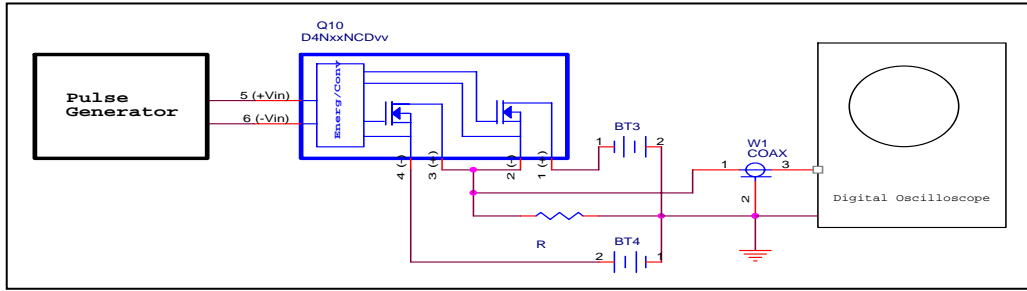 Q10
D4NxxNCDvv
Pulse
Generator
5 (+Vin)
6 (-Vin)
Energ/Conv
4 (-)
3 (+)
2 (-)
1 (+)
1 BT3 2
W1
COAX
1 3
2
Digital Oscilloscope
R
2 BT4 1